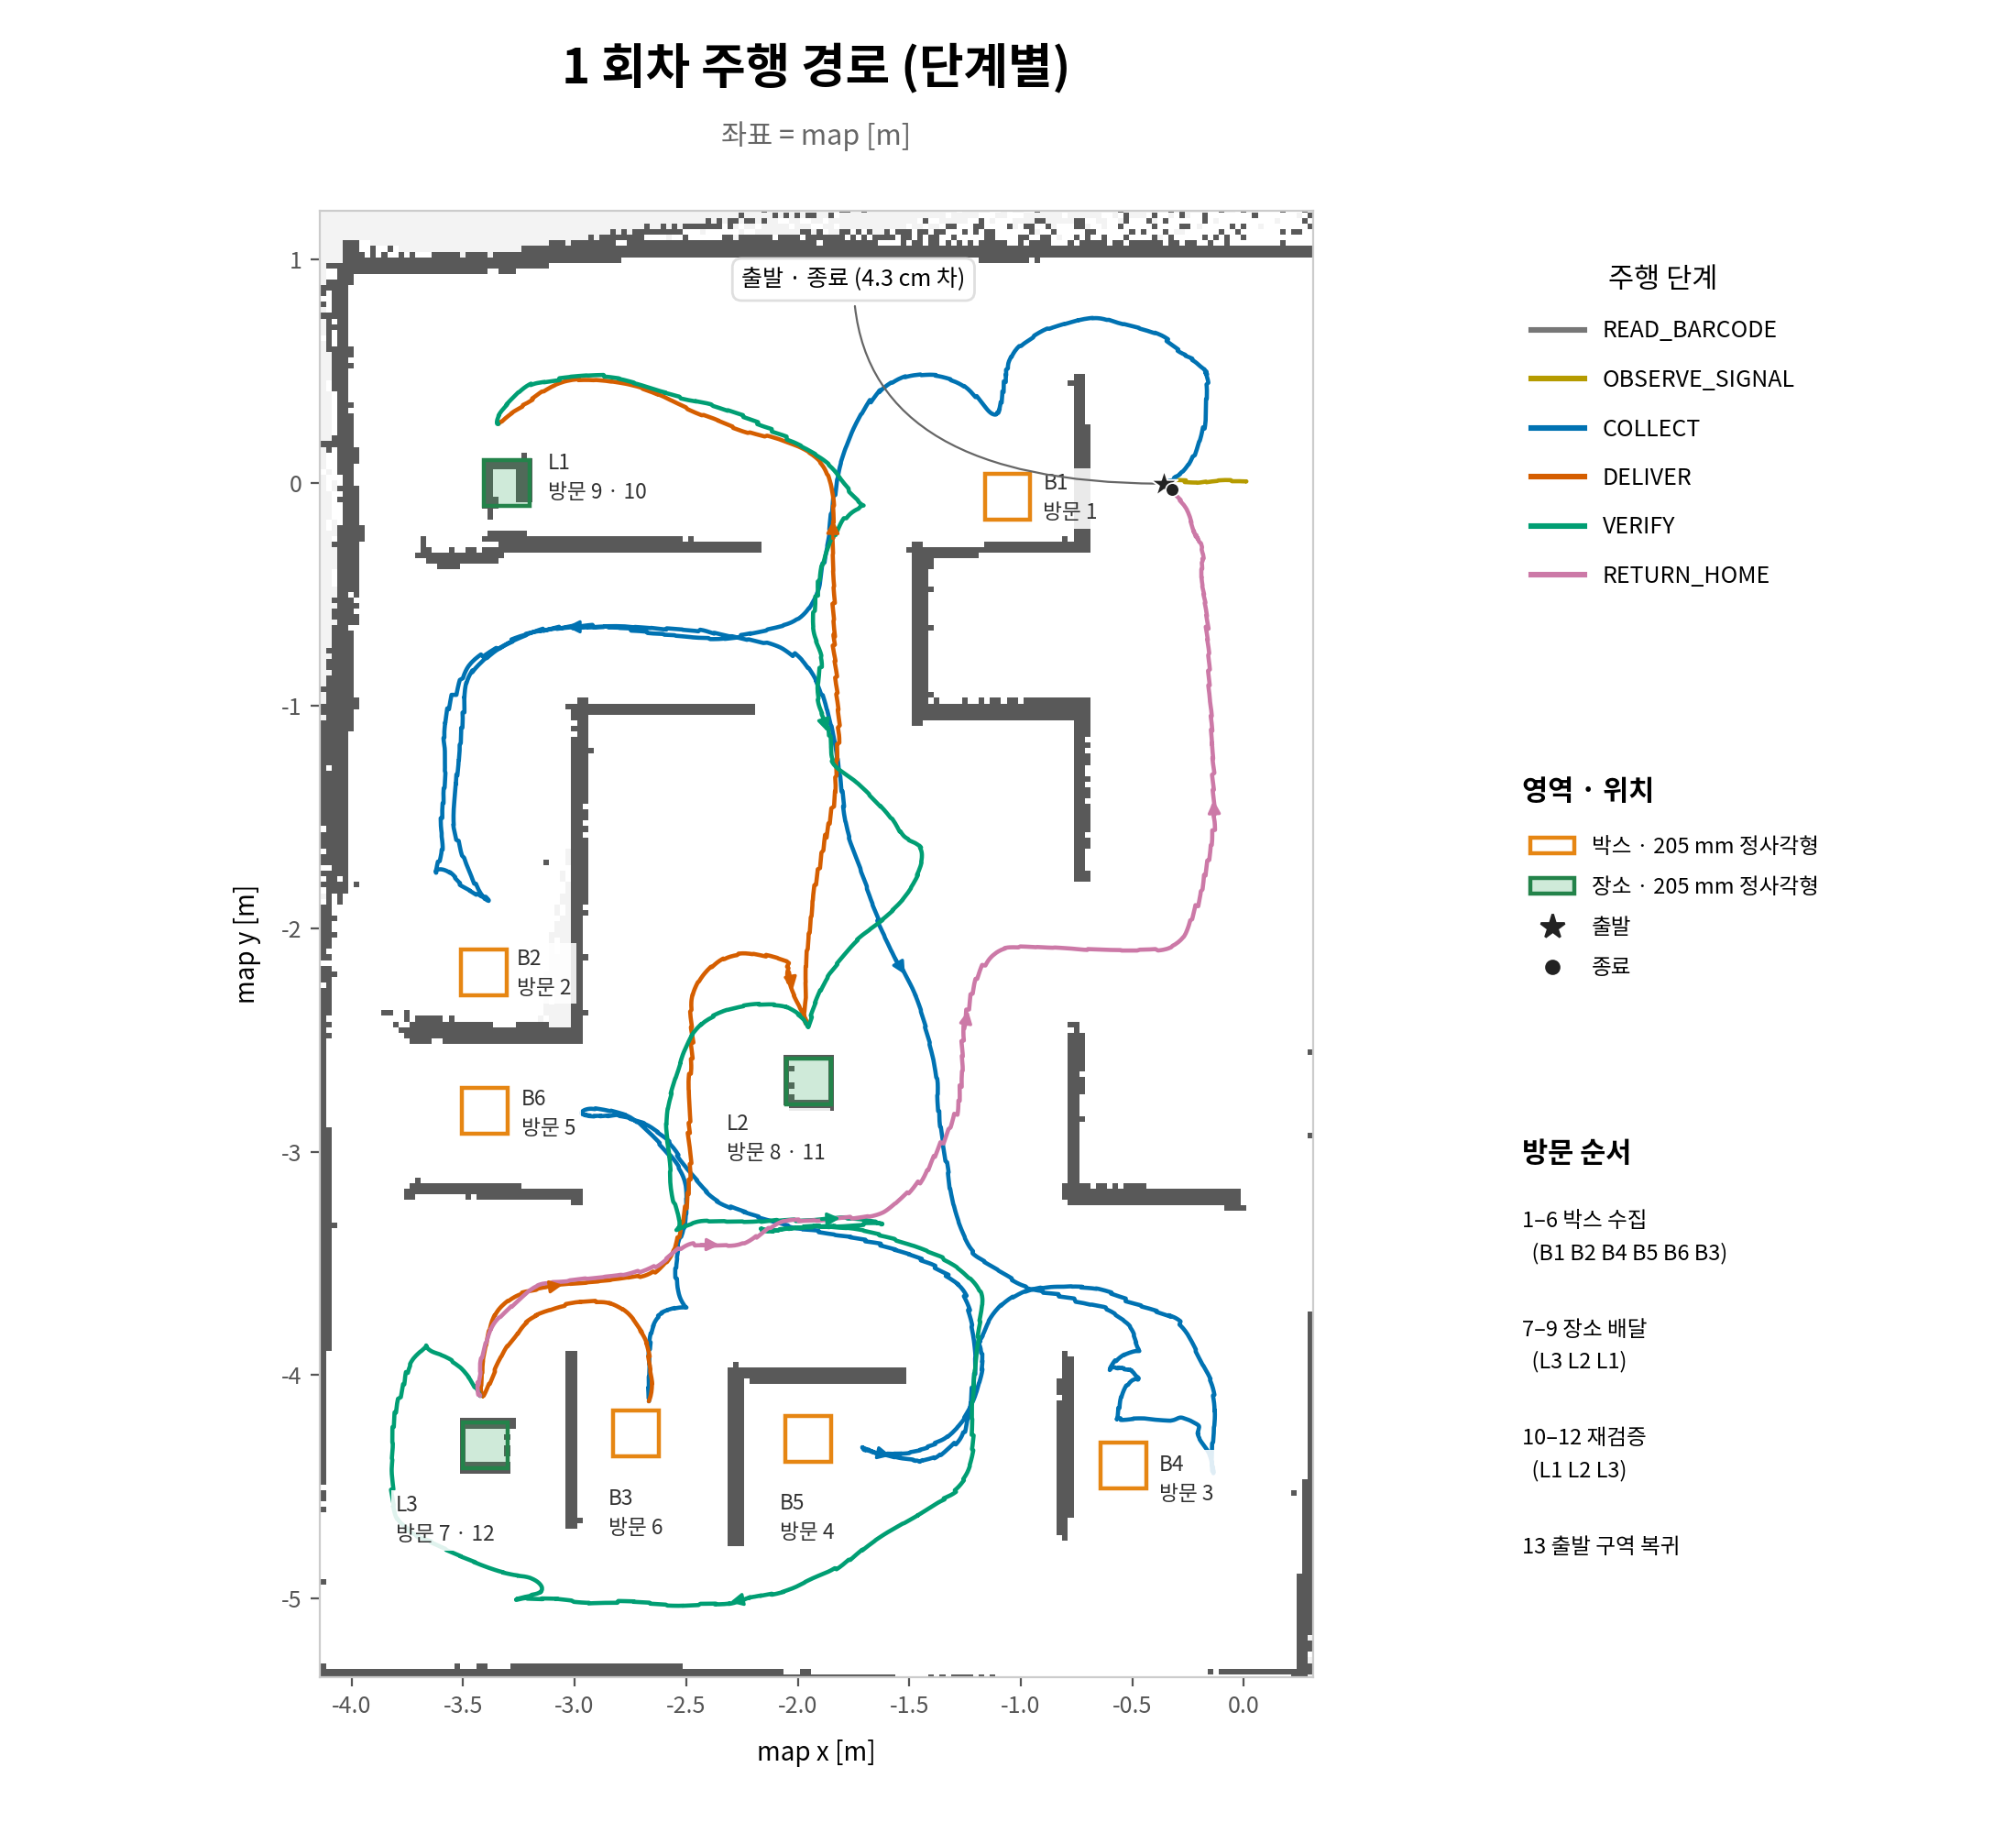 1 회차 주행 경로 (단계별)
좌표 = map [m]
출발 · 종료 (4.3 cm 차)
L1
방문 9 · 10
B1
방문 1
B2
방문 2
B6
방문 5
L2
방문 8 · 11
L3
방문 7 · 12
B3
방문 6
B5
방문 4
B4
방문 3
map y [m]
1
0
-1
-2
-3
-4
-5
-4.0
-3.5
-3.0
-2.5
-2.0
-1.5
-1.0
-0.5
0.0
map x [m]
주행 단계
READ_BARCODE
OBSERVE_SIGNAL
COLLECT
DELIVER
VERIFY
RETURN_HOME
영역 · 위치
박스 · 205 mm 정사각형
장소 · 205 mm 정사각형
출발
종료
방문 순서
1–6 박스 수집
(B1 B2 B4 B5 B6 B3)
7–9 장소 배달
(L3 L2 L1)
10–12 재검증
(L1 L2 L3)
13 출발 구역 복귀